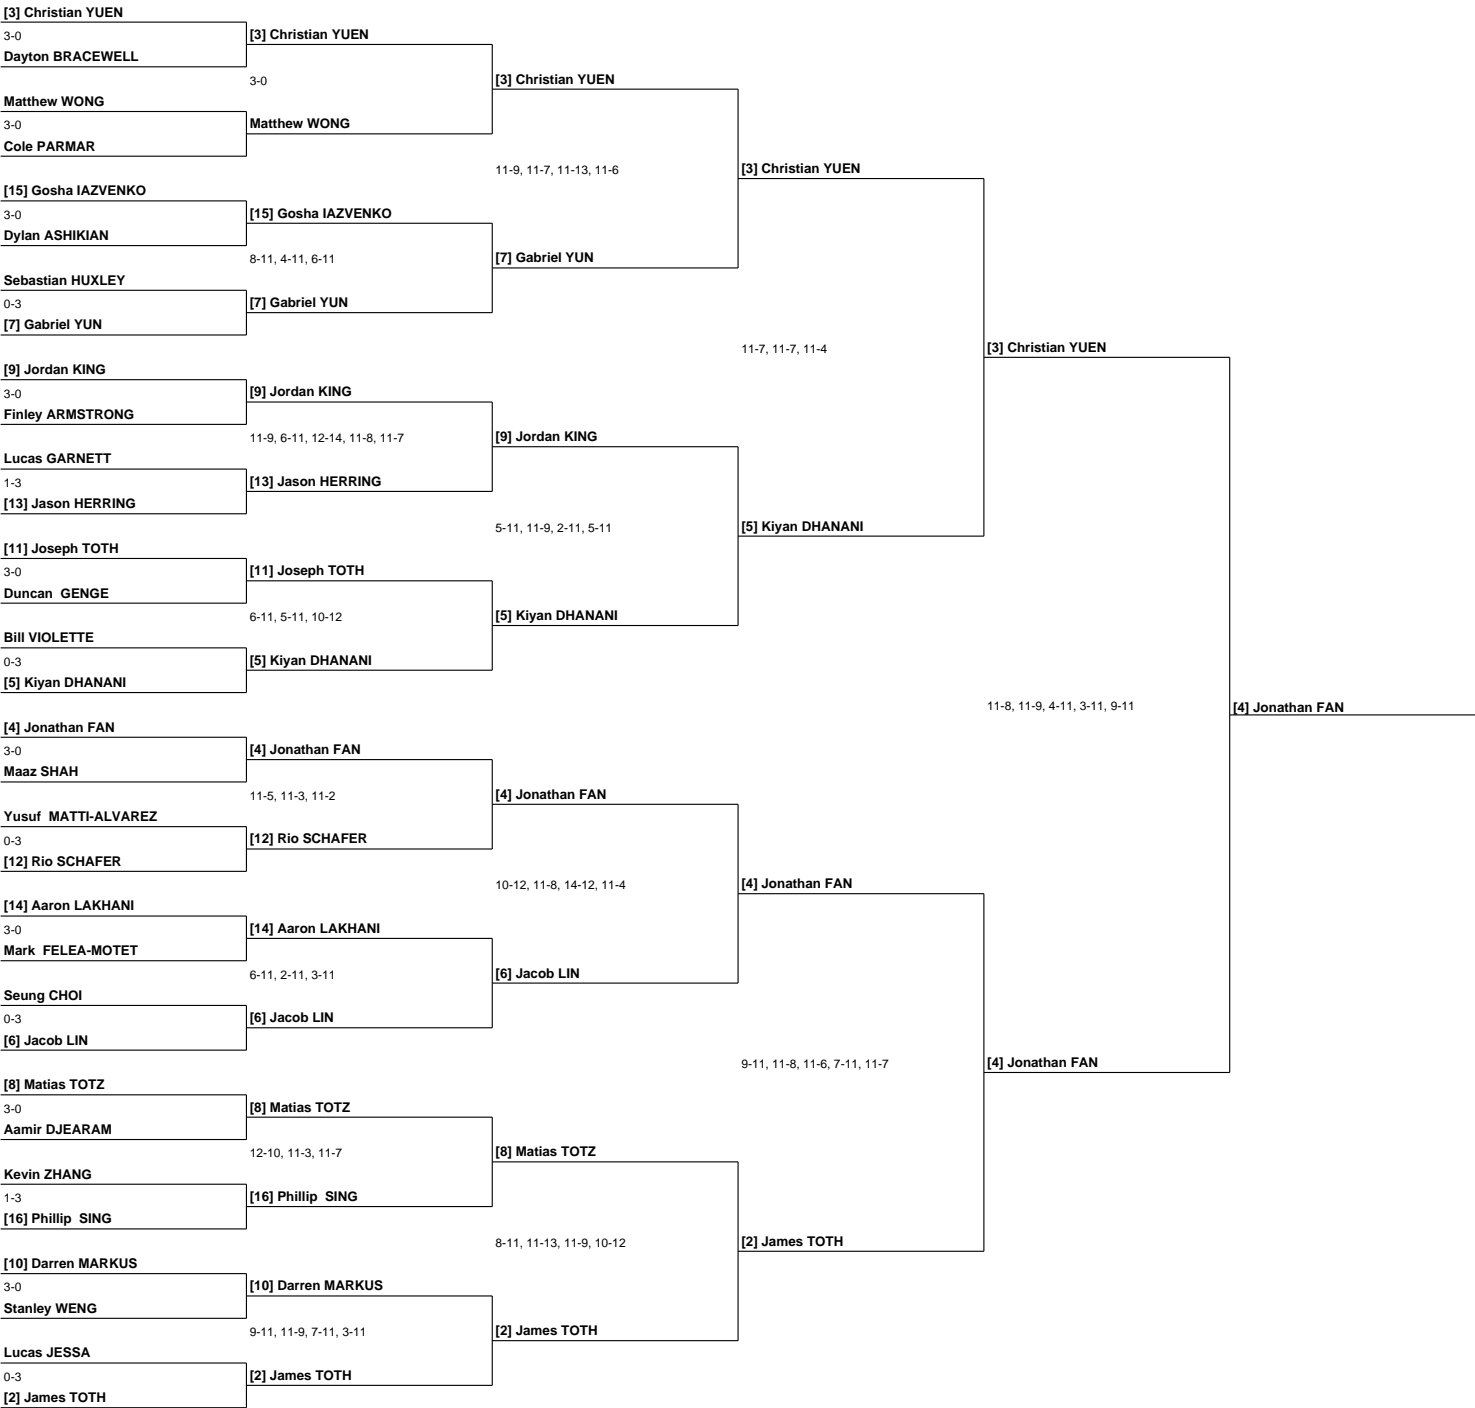 [3] Christian YUEN
3-0
Dayton BRACEWELL
Matthew WONG
3-0
Cole PARMAR
[15] Gosha IAZVENKO
3-0
Dylan ASHIKIAN
Sebastian HUXLEY
0-3
[7] Gabriel YUN
[9] Jordan KING
3-0
Finley ARMSTRONG
Lucas GARNETT
1-3
[13] Jason HERRING
[11] Joseph TOTH
3-0
Duncan  GENGE
Bill VIOLETTE
0-3
[5] Kiyan DHANANI
[4] Jonathan FAN
3-0
Maaz SHAH
Yusuf  MATTI-ALVAREZ
0-3
[12] Rio SCHAFER
[14] Aaron LAKHANI
3-0
Mark  FELEA-MOTET
Seung CHOI
0-3
[6] Jacob LIN
[8] Matias TOTZ
3-0
Aamir DJEARAM
Kevin ZHANG
1-3
[16] Phillip  SING
[10] Darren MARKUS
3-0
Stanley WENG
Lucas JESSA
0-3
[2] James TOTH
[3] Christian YUEN
3-0
Matthew WONG
[15] Gosha IAZVENKO
8-11, 4-11, 6-11
[7] Gabriel YUN
[9] Jordan KING
11-9, 6-11, 12-14, 11-8, 11-7
[13] Jason HERRING
[11] Joseph TOTH
6-11, 5-11, 10-12
[5] Kiyan DHANANI
[4] Jonathan FAN
11-5, 11-3, 11-2
[12] Rio SCHAFER
[14] Aaron LAKHANI
6-11, 2-11, 3-11
[6] Jacob LIN
[8] Matias TOTZ
12-10, 11-3, 11-7
[16] Phillip  SING
[10] Darren MARKUS
9-11, 11-9, 7-11, 3-11
[2] James TOTH
[3] Christian YUEN
11-9, 11-7, 11-13, 11-6
[7] Gabriel YUN
[9] Jordan KING
5-11, 11-9, 2-11, 5-11
[5] Kiyan DHANANI
[4] Jonathan FAN
10-12, 11-8, 14-12, 11-4
[6] Jacob LIN
[8] Matias TOTZ
8-11, 11-13, 11-9, 10-12
[2] James TOTH
[3] Christian YUEN
11-7, 11-7, 11-4
[5] Kiyan DHANANI
[4] Jonathan FAN
9-11, 11-8, 11-6, 7-11, 11-7
[2] James TOTH
[3] Christian YUEN
11-8, 11-9, 4-11, 3-11, 9-11
[4] Jonathan FAN
[4] Jonathan FAN